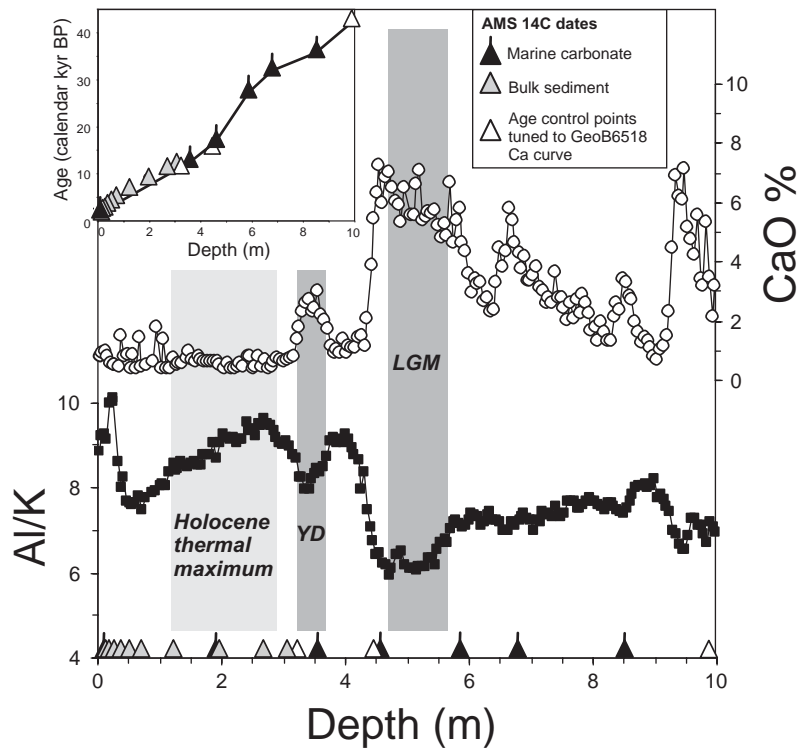 AMS 14C dates
Marine carbonate
Bulk sediment
Age control points
tuned to GeoB6518
Ca curve
Age (calendar kyr BP)
40
30
20
10
0
0 2 4 6 8 10
Depth (m)
CaO %
10
8
6
4
2
0
LGM
YD
Holocene
thermal
maximum
Al/K
10
8
6
4
0 2 4 6 8 10
Depth (m)